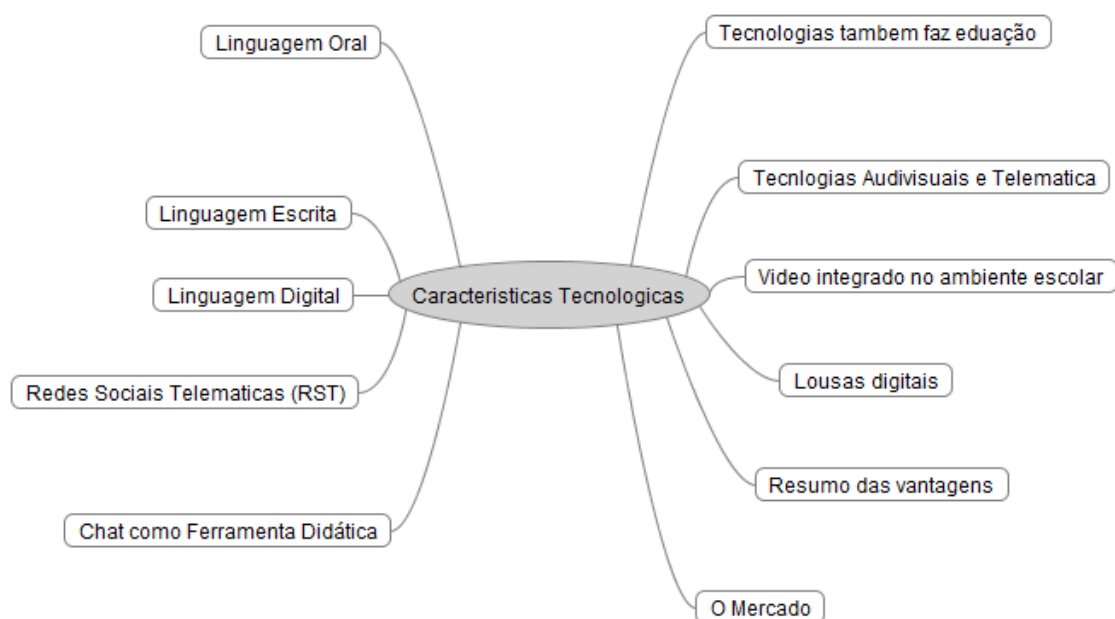 Linguagem Oral
Tecnologias tambem faz eduação
Tecnlogias Audivisuais e Telematica
Linguagem Escrita
Video integrado no ambiente escolar
Linguagem Digital
Caracteristicas Tecnologicas
Redes Sociais Telematicas (RST)
Lousas digitais
Resumo das vantagens
Chat como Ferramenta Didática
O Mercado